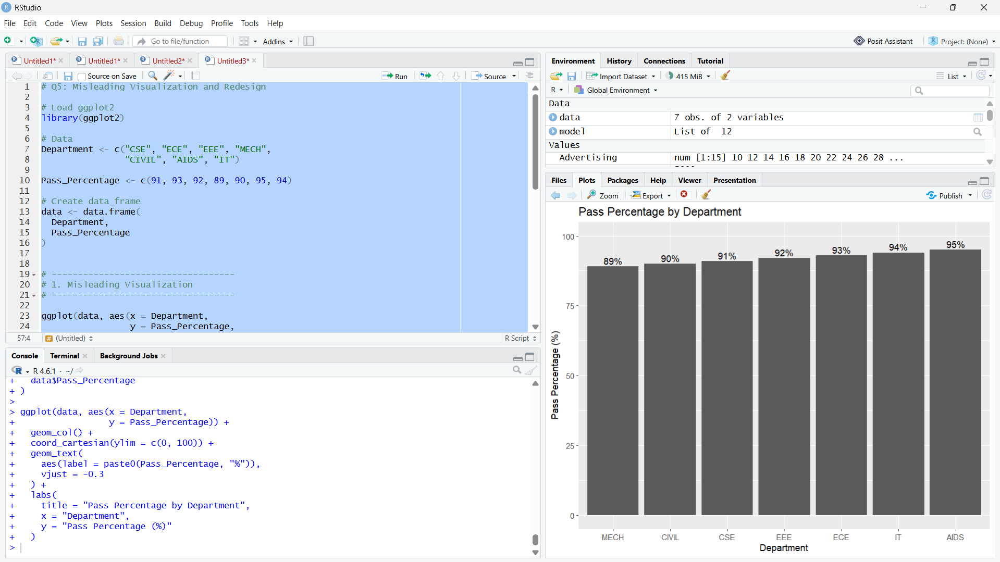 RStudio
File Edit Code View Plots Session Build Debug Profile Tools Help
Go to file/function Addins Posit Assistant Project: (None)
Untitled1* Untitled1* Untitled2* Untitled3*
Source on Save Run Source
1 # Q5: Misleading Visualization and Redesign
2
3 # Load ggplot2
4 library(ggplot2)
5
6 # Data
7 Department <- c("CSE", "ECE", "EEE", "MECH",
8 "CIVIL", "AIDS", "IT")
9
10 Pass_Percentage <- c(91, 93, 92, 89, 90, 95, 94)
11
12 # Create data frame
13 data <- data.frame(
14 Department,
15 Pass_Percentage
16 )
17
18
19 # -----------------------------------
20 # 1. Misleading Visualization
21 # -----------------------------------
22
23 ggplot(data, aes(x = Department,
24 y = Pass_Percentage,
57:4 # (Untitled) R Script
Console Terminal Background Jobs
R R 4.6.1 · ~/
+ data$Pass_Percentage
+ )
>
> ggplot(data, aes(x = Department,
+ y = Pass_Percentage)) +
+ geom_col() +
+ coord_cartesian(ylim = c(0, 100)) +
+ geom_text(
+ aes(label = paste0(Pass_Percentage, "%")),
+ vjust = -0.3
+ ) +
+ labs(
+ title = "Pass Percentage by Department",
+ x = "Department",
+ y = "Pass Percentage (%)"
+ )
>
Environment History Connections Tutorial
Import Dataset 415 MiB List
R Global Environment
Data
data 7 obs. of 2 variables
model List of 12
Values
Advertising num [1:15] 10 12 14 16 18 20 22 24 26 28 ...
Files Plots Packages Help Viewer Presentation
Zoom Export Publish
Pass Percentage by Department
100
75
50
25
0
Pass Percentage (%)
89% 90% 91% 92% 93% 94% 95%
MECH CIVIL CSE EEE ECE IT AIDS
Department